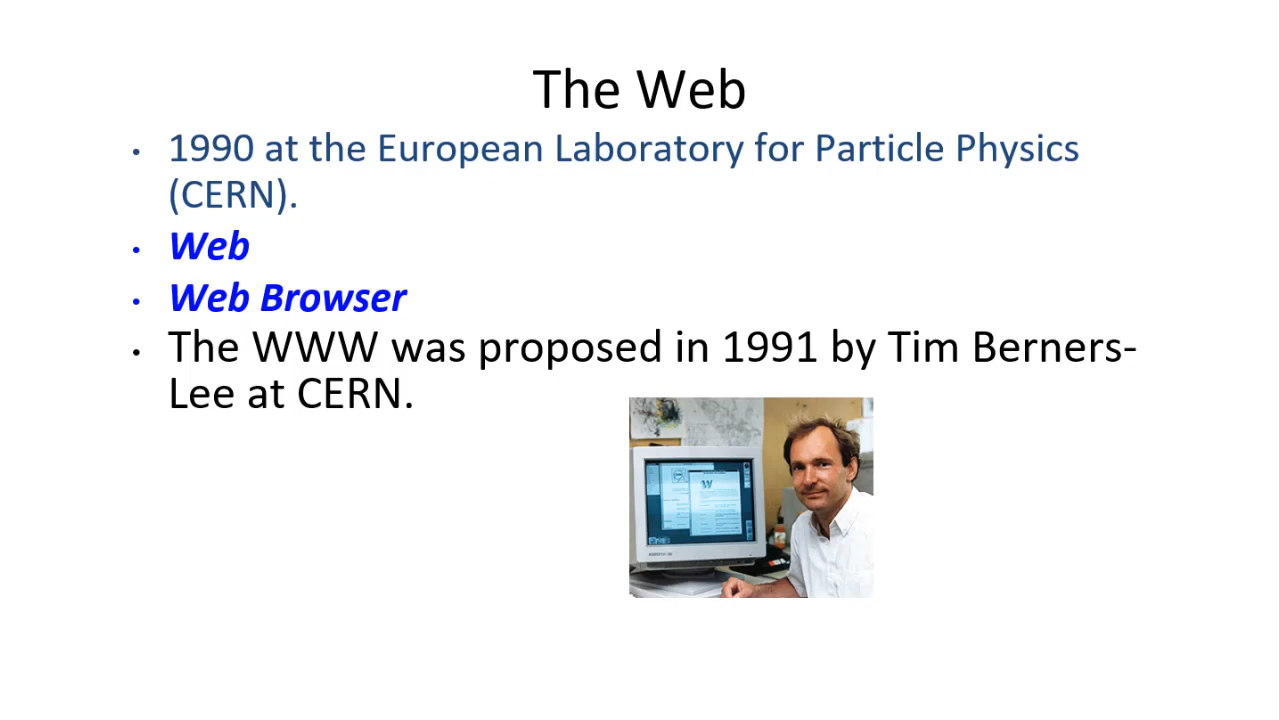 The Web
• 1990 at the European Laboratory for Particle Physics
(CERN).
• Web
• Web Browser
• The WWW was proposed in 1991 by Tim Berners-
Lee at CERN.